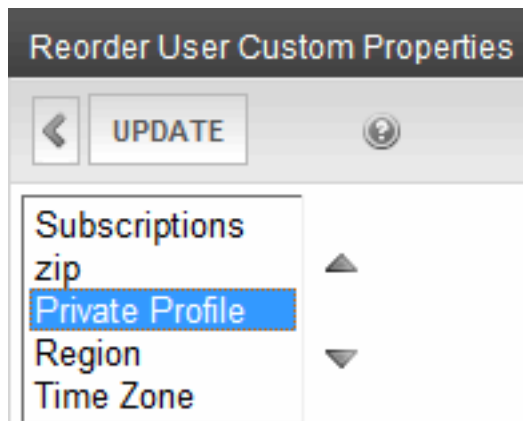 Reorder User Custom Properties
UPDATE
Subscriptions
zip
Private Profile
Region
Time Zone